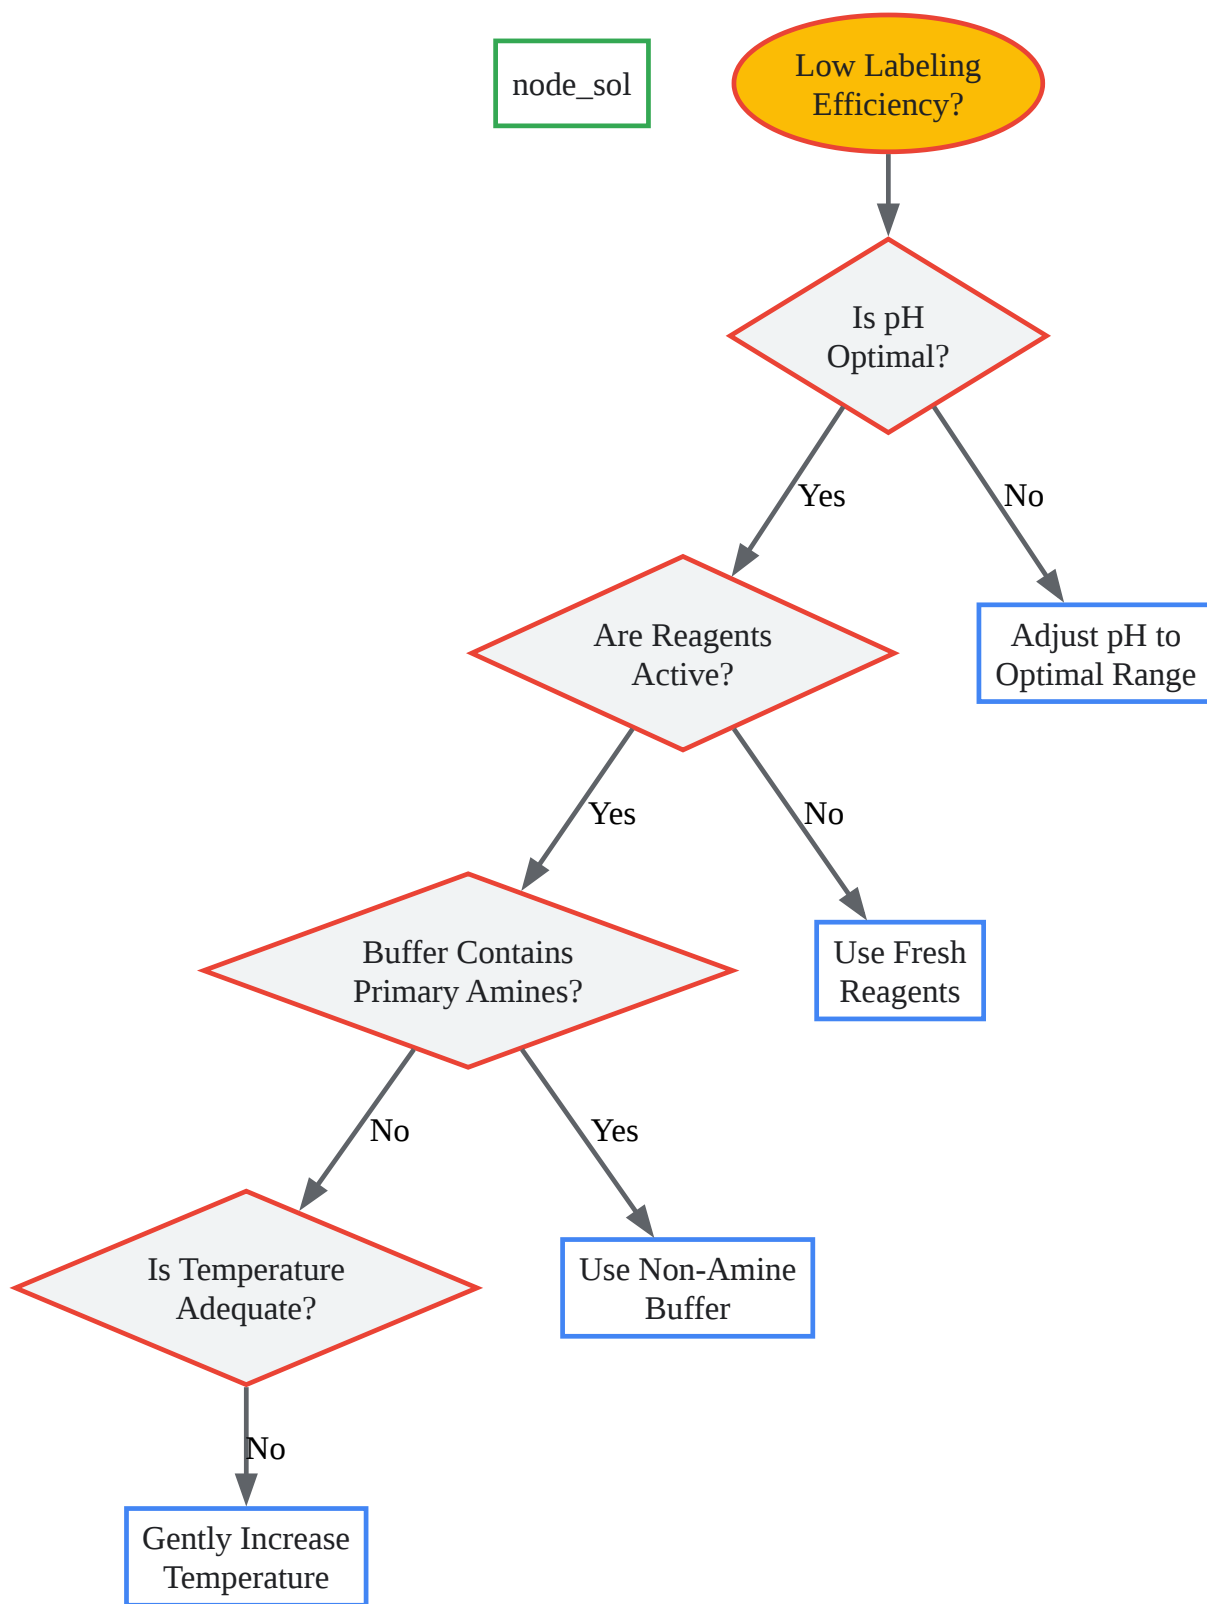 node_sol
Low Labeling
Efficiency?
Is pH
Optimal?
Yes
No
Are Reagents
Active?
Adjust pH to
Optimal Range
Yes
No
Buffer Contains
Primary Amines?
Use Fresh
Reagents
No
Yes
Is Temperature
Adequate?
Use Non-Amine
Buffer
No
Gently Increase
Temperature